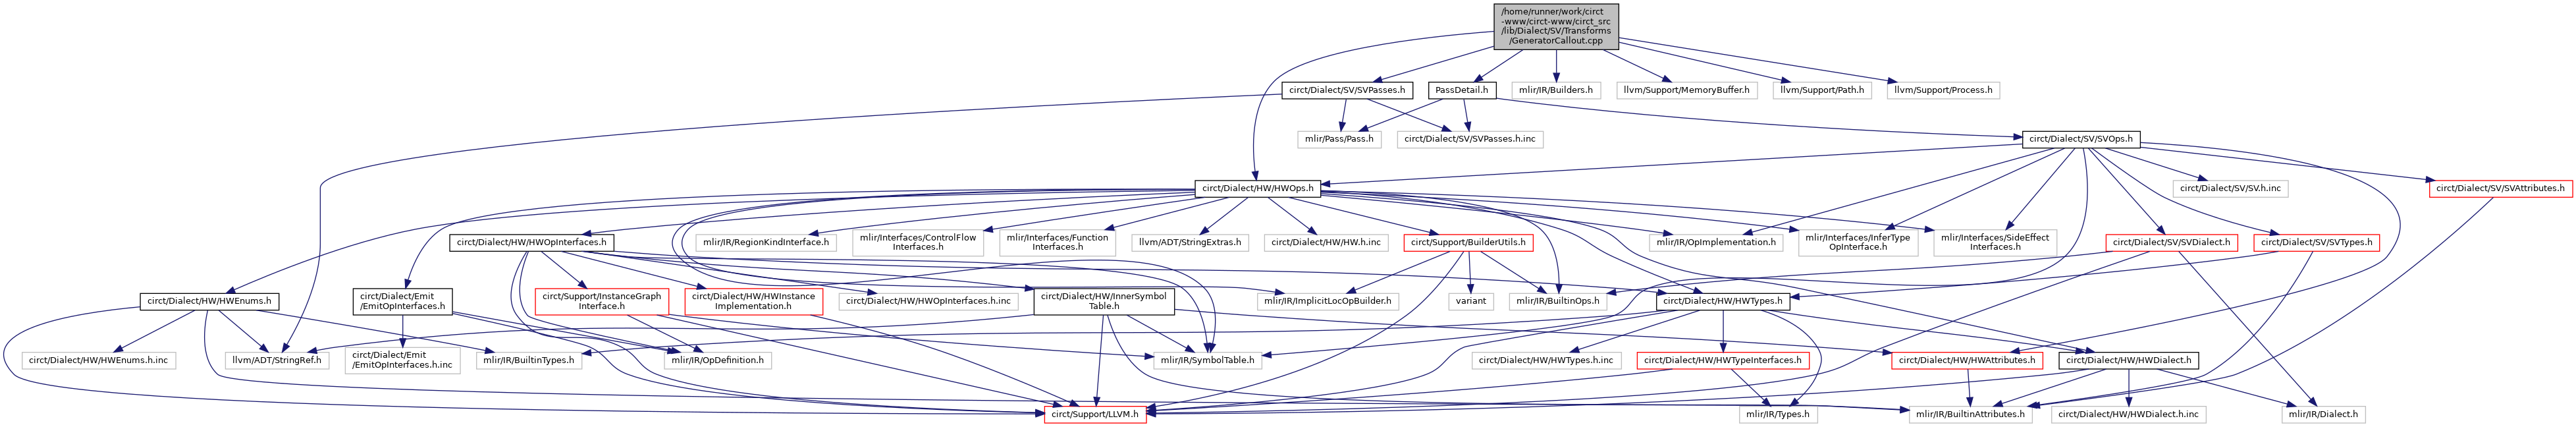 /home/runner/work/circt
-www/circt-www/circt_src
/lib/Dialect/SV/Transforms
/GeneratorCallout.cpp
circt/Dialect/SV/SVPasses.h
PassDetail.h
mlir/IR/Builders.h
llvm/Support/MemoryBuffer.h
llvm/Support/Path.h
llvm/Support/Process.h
mlir/Pass/Pass.h
circt/Dialect/SV/SVPasses.h.inc
circt/Dialect/SV/SVOps.h
circt/Dialect/HW/HWOps.h
circt/Dialect/SV/SV.h.inc
circt/Dialect/SV/SVAttributes.h
circt/Dialect/HW/HWOpInterfaces.h
mlir/IR/RegionKindInterface.h
mlir/Interfaces/ControlFlow
Interfaces.h
mlir/Interfaces/Function
Interfaces.h
llvm/ADT/StringExtras.h
circt/Dialect/HW/HW.h.inc
circt/Support/BuilderUtils.h
mlir/IR/OpImplementation.h
mlir/Interfaces/InferType
OpInterface.h
mlir/Interfaces/SideEffect
Interfaces.h
circt/Dialect/SV/SVDialect.h
circt/Dialect/SV/SVTypes.h
circt/Dialect/HW/HWEnums.h
circt/Dialect/Emit
/EmitOpInterfaces.h
circt/Support/InstanceGraph
Interface.h
circt/Dialect/HW/HWInstance
Implementation.h
circt/Dialect/HW/HWOpInterfaces.h.inc
circt/Dialect/HW/InnerSymbol
Table.h
mlir/IR/ImplicitLocOpBuilder.h
variant
mlir/IR/BuiltinOps.h
circt/Dialect/HW/HWTypes.h
circt/Dialect/HW/HWEnums.h.inc
llvm/ADT/StringRef.h
circt/Dialect/Emit
/EmitOpInterfaces.h.inc
mlir/IR/BuiltinTypes.h
mlir/IR/OpDefinition.h
mlir/IR/SymbolTable.h
circt/Dialect/HW/HWTypes.h.inc
circt/Dialect/HW/HWTypeInterfaces.h
circt/Dialect/HW/HWAttributes.h
circt/Dialect/HW/HWDialect.h
circt/Support/LLVM.h
mlir/IR/Types.h
mlir/IR/BuiltinAttributes.h
circt/Dialect/HW/HWDialect.h.inc
mlir/IR/Dialect.h